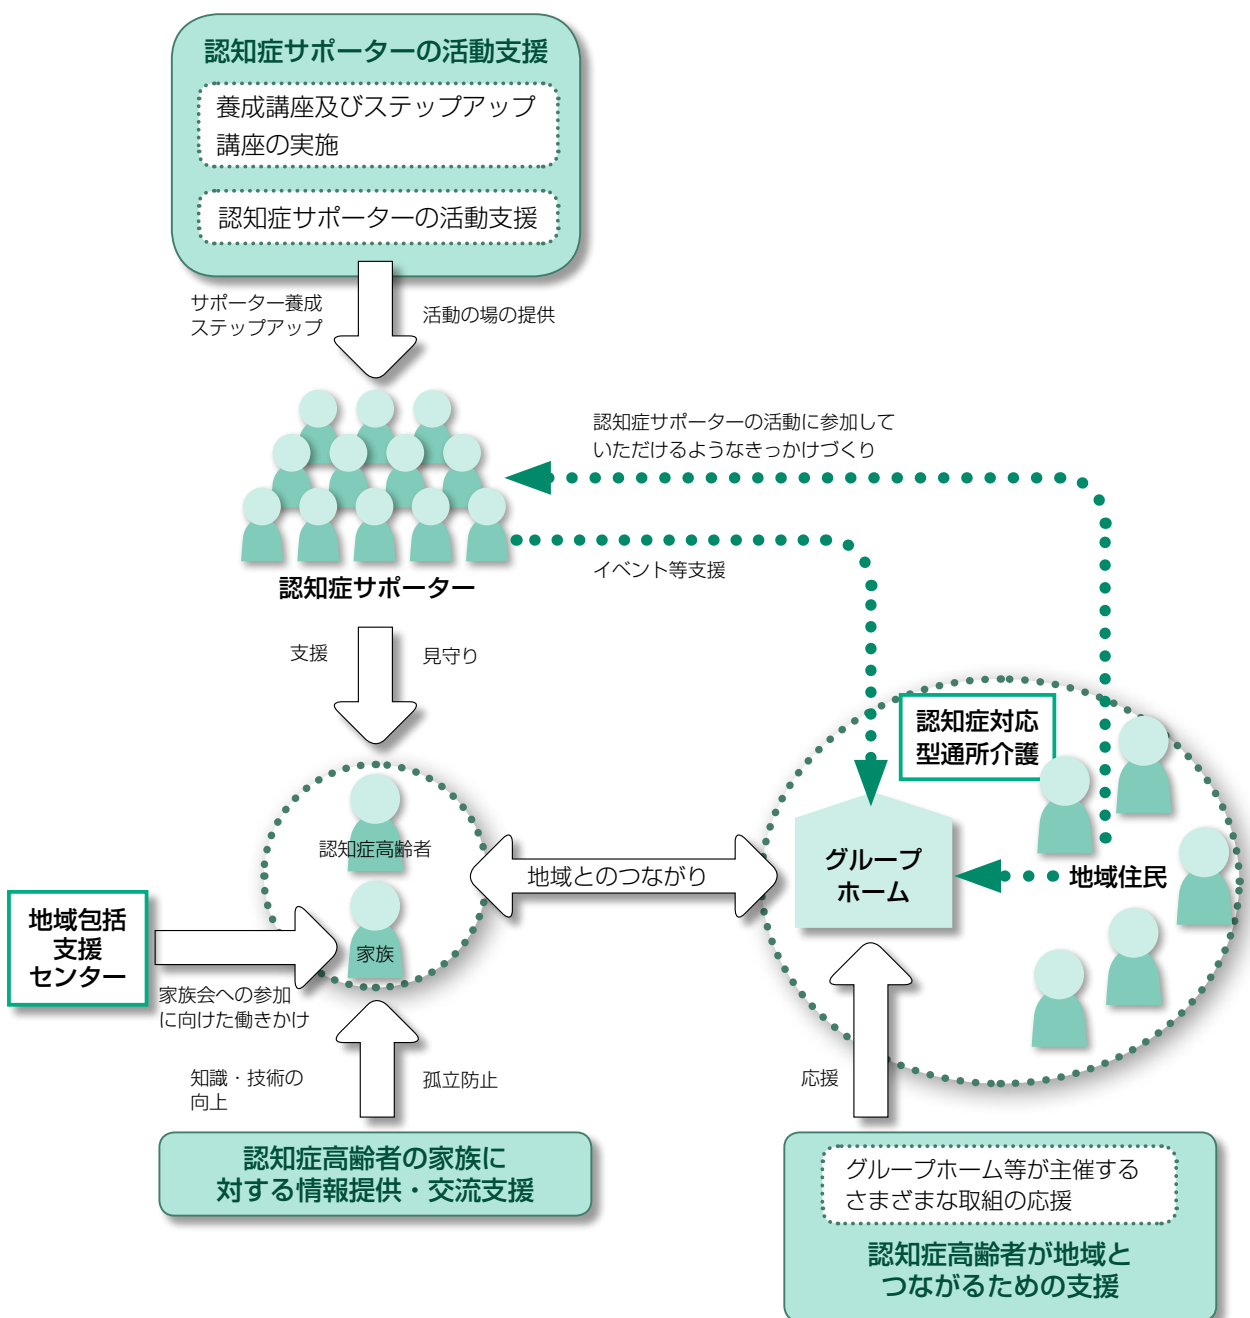 認知症サポーターの活動支援
養成講座及びステップアップ
講座の実施
認知症サポーターの活動支援
サポーター養成
ステップアップ
活動の場の提供
認知症サポーターの活動に参加して
いただけるようなきっかけづくり
イベント等支援
認知症サポーター
支援
見守り
認知症対応
型通所介護
認知症高齢者
家族
地域とのつながり
グループ
ホーム
地域住民
地域包括
支援
センター
家族会への参加
に向けた働きかけ
知識・技術の
向上
孤立防止
応援
認知症高齢者の家族に
対する情報提供・交流支援
グループホーム等が主催する
さまざまな取組の応援
認知症高齢者が地域と
つながるための支援